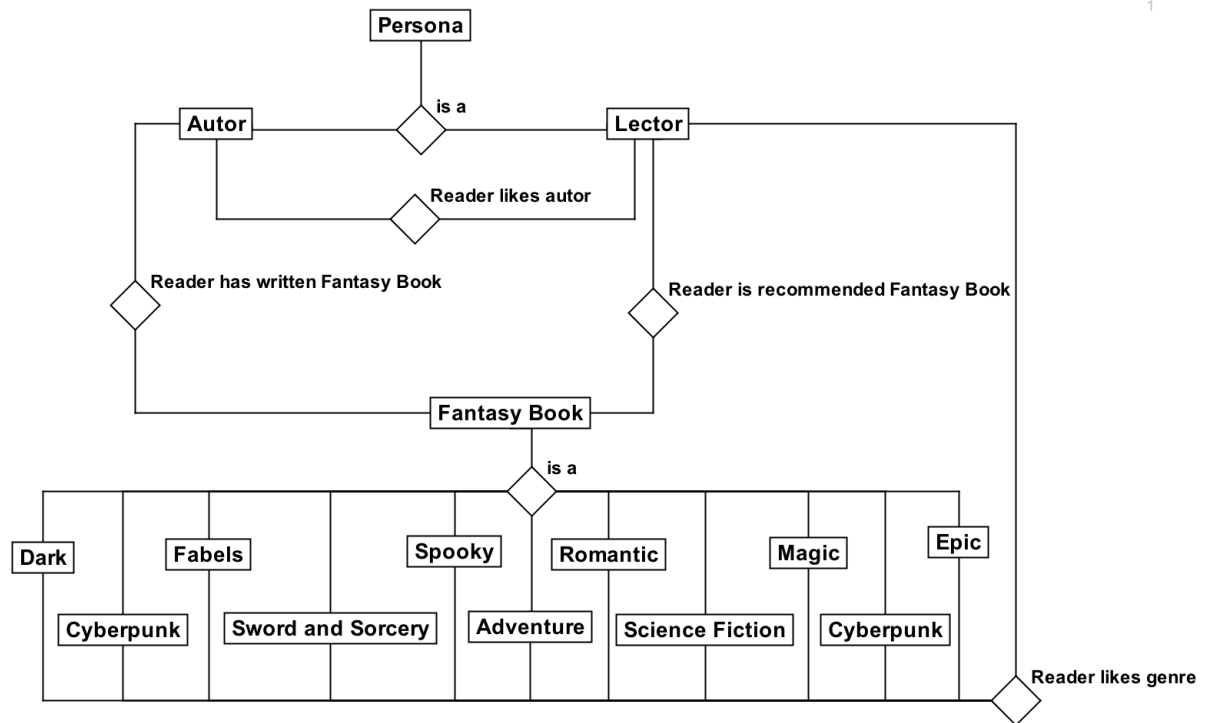 1
Persona
is a
Autor
Lector
Reader likes autor
Reader has written Fantasy Book
Reader is recommended Fantasy Book
Fantasy Book
is a
Dark
Fabels
Spooky
Romantic
Magic
Epic
Cyberpunk
Sword and Sorcery
Adventure
Science Fiction
Cyberpunk
Reader likes genre